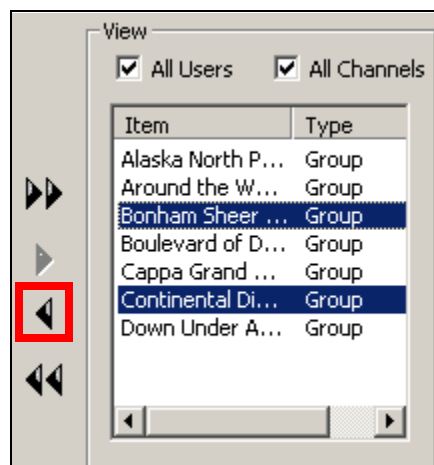 View
All Users All Channels
Item Type
Alaska North P... Group
Around the W... Group
Bonham Sheer ... Group
Boulevard of D... Group
Cappa Grand ... Group
Continental Di... Group
Down Under A... Group